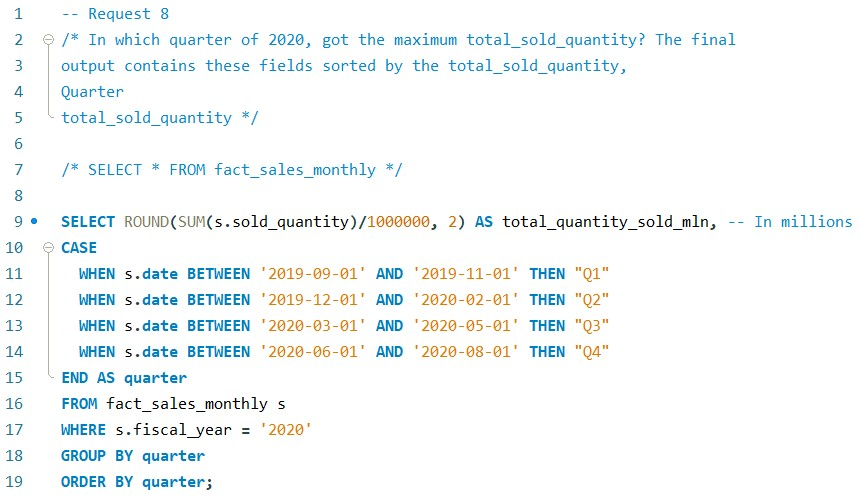 1 -- Request 8
2 /* In which quarter of 2020, got the maximum total_sold_quantity? The final
3 output contains these fields sorted by the total_sold_quantity,
4 Quarter
5 total_sold_quantity */
6
7 /* SELECT * FROM fact_sales_monthly */
8
9 SELECT ROUND(SUM(s.sold_quantity)/1000000, 2) AS total_quantity_sold_mln, -- In millions
10 CASE
11 WHEN s.date BETWEEN '2019-09-01' AND '2019-11-01' THEN "Q1"
12 WHEN s.date BETWEEN '2019-12-01' AND '2020-02-01' THEN "Q2"
13 WHEN s.date BETWEEN '2020-03-01' AND '2020-05-01' THEN "Q3"
14 WHEN s.date BETWEEN '2020-06-01' AND '2020-08-01' THEN "Q4"
15 END AS quarter
16 FROM fact_sales_monthly s
17 WHERE s.fiscal_year = '2020'
18 GROUP BY quarter
19 ORDER BY quarter;